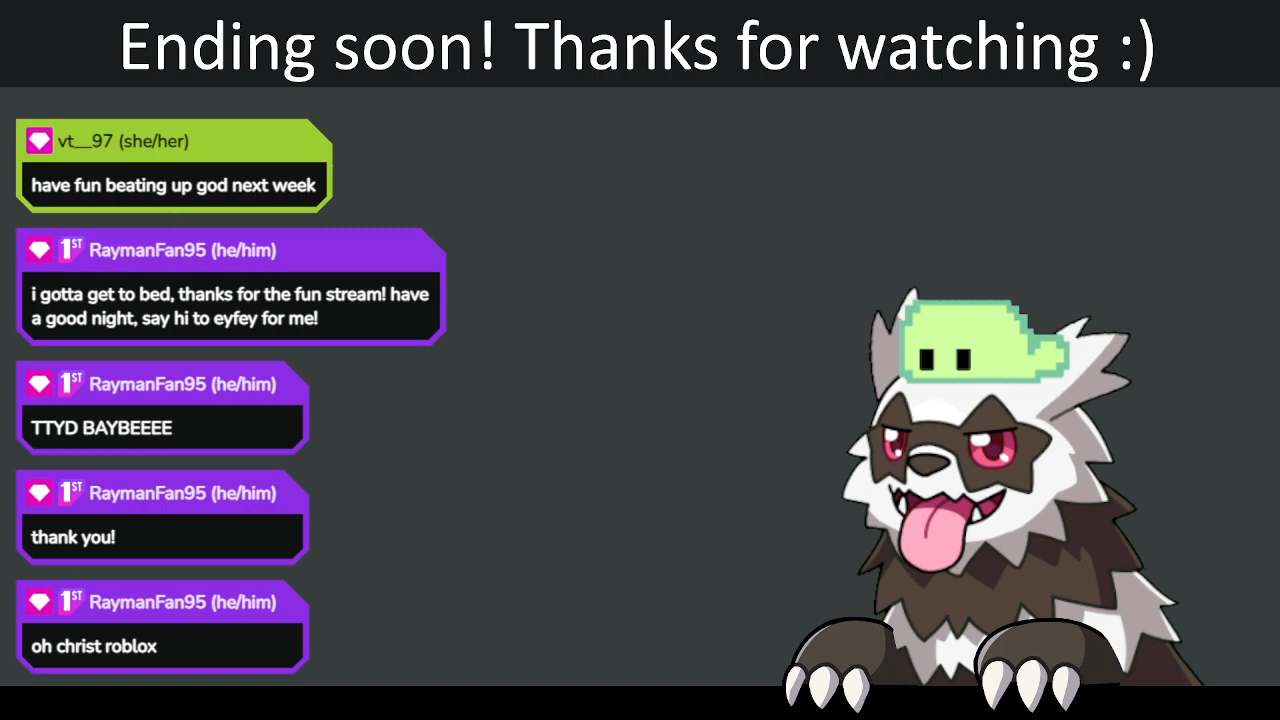 Ending soon! Thanks for watching :)
vt__97 (she/her)
have fun beating up god next week
1ST RaymanFan95 (he/him)
i gotta get to bed, thanks for the fun stream! have
a good night, say hi to eyfey for me!
1ST RaymanFan95 (he/him)
TTYD BAYBEEEE
1ST RaymanFan95 (he/him)
thank you!
1ST RaymanFan95 (he/him)
oh christ roblox